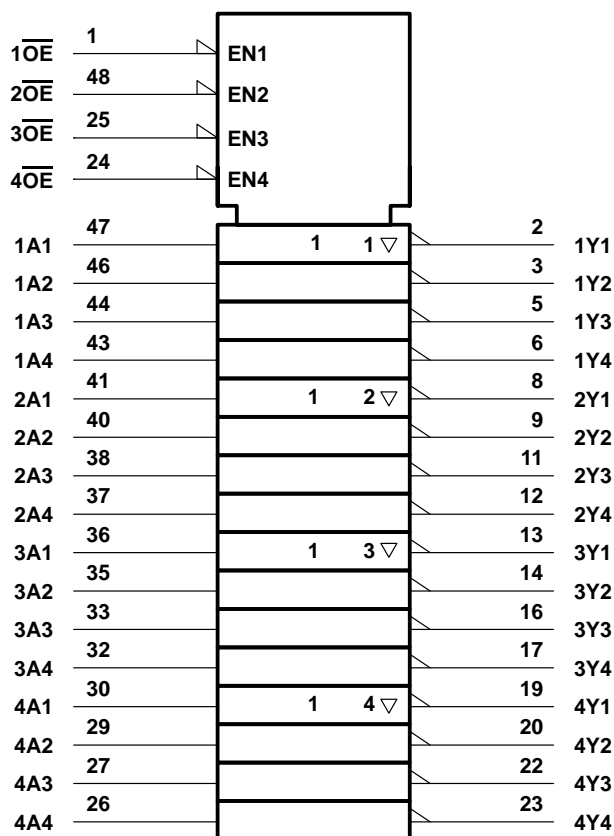 1OE 1 EN1
2OE 48 EN2
3OE 25 EN3
4OE 24 EN4
1A1 47 1 1 ▽ 2 1Y1
1A2 46 3 1Y2
1A3 44 5 1Y3
1A4 43 6 1Y4
2A1 41 1 2 ▽ 8 2Y1
2A2 40 9 2Y2
2A3 38 11 2Y3
2A4 37 12 2Y4
3A1 36 1 3 ▽ 13 3Y1
3A2 35 14 3Y2
3A3 33 16 3Y3
3A4 32 17 3Y4
4A1 30 1 4 ▽ 19 4Y1
4A2 29 20 4Y2
4A3 27 22 4Y3
4A4 26 23 4Y4